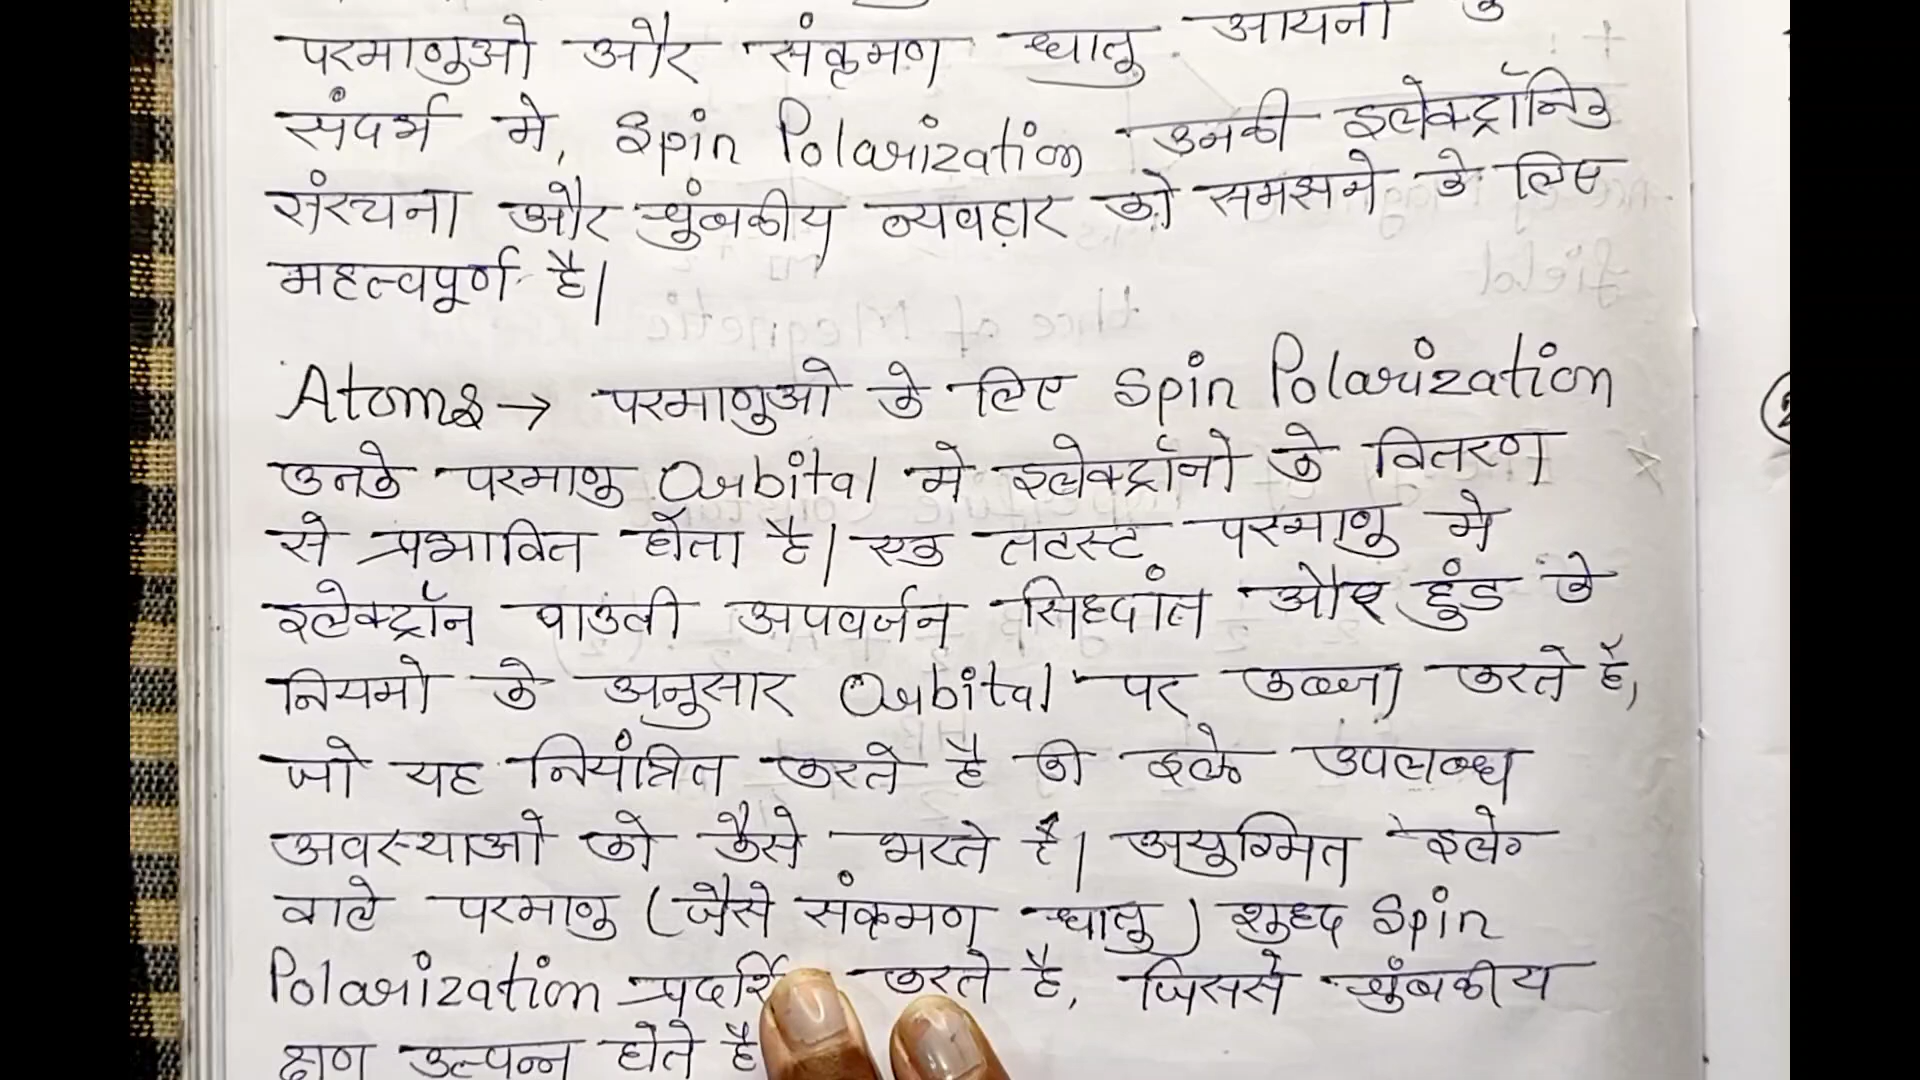 परमाणुओ और संक्रमण धातु आयनो के
संदर्भ मे, Spin Polarization उनकी इलेक्ट्रॉनिक
संरचना और चुंबकीय व्यवहार को समझने के लिए
महत्वपूर्ण है।
Atoms → परमाणुओ के लिए Spin Polarization
उनके परमाणु Orbital मे इलेक्ट्रॉनो के वितरण
से प्रभावित होता है। एक तटस्ट परमाणु मे
इलेक्ट्रॉन पाउली अपवर्जन सिद्धांत और हुंड के
नियमो के अनुसार Orbital पर कब्जा करते है,
जो यह नियंत्रित करते है की इले० उपलब्ध
अवस्थाओ को कैसे भरते है। अयुग्मित इले०
वाले परमाणु (जैसे संक्रमण धातु) शुद्ध Spin
Polarization करते है, जिससे चुंबकीय
क्षण उत्पन्न होते है